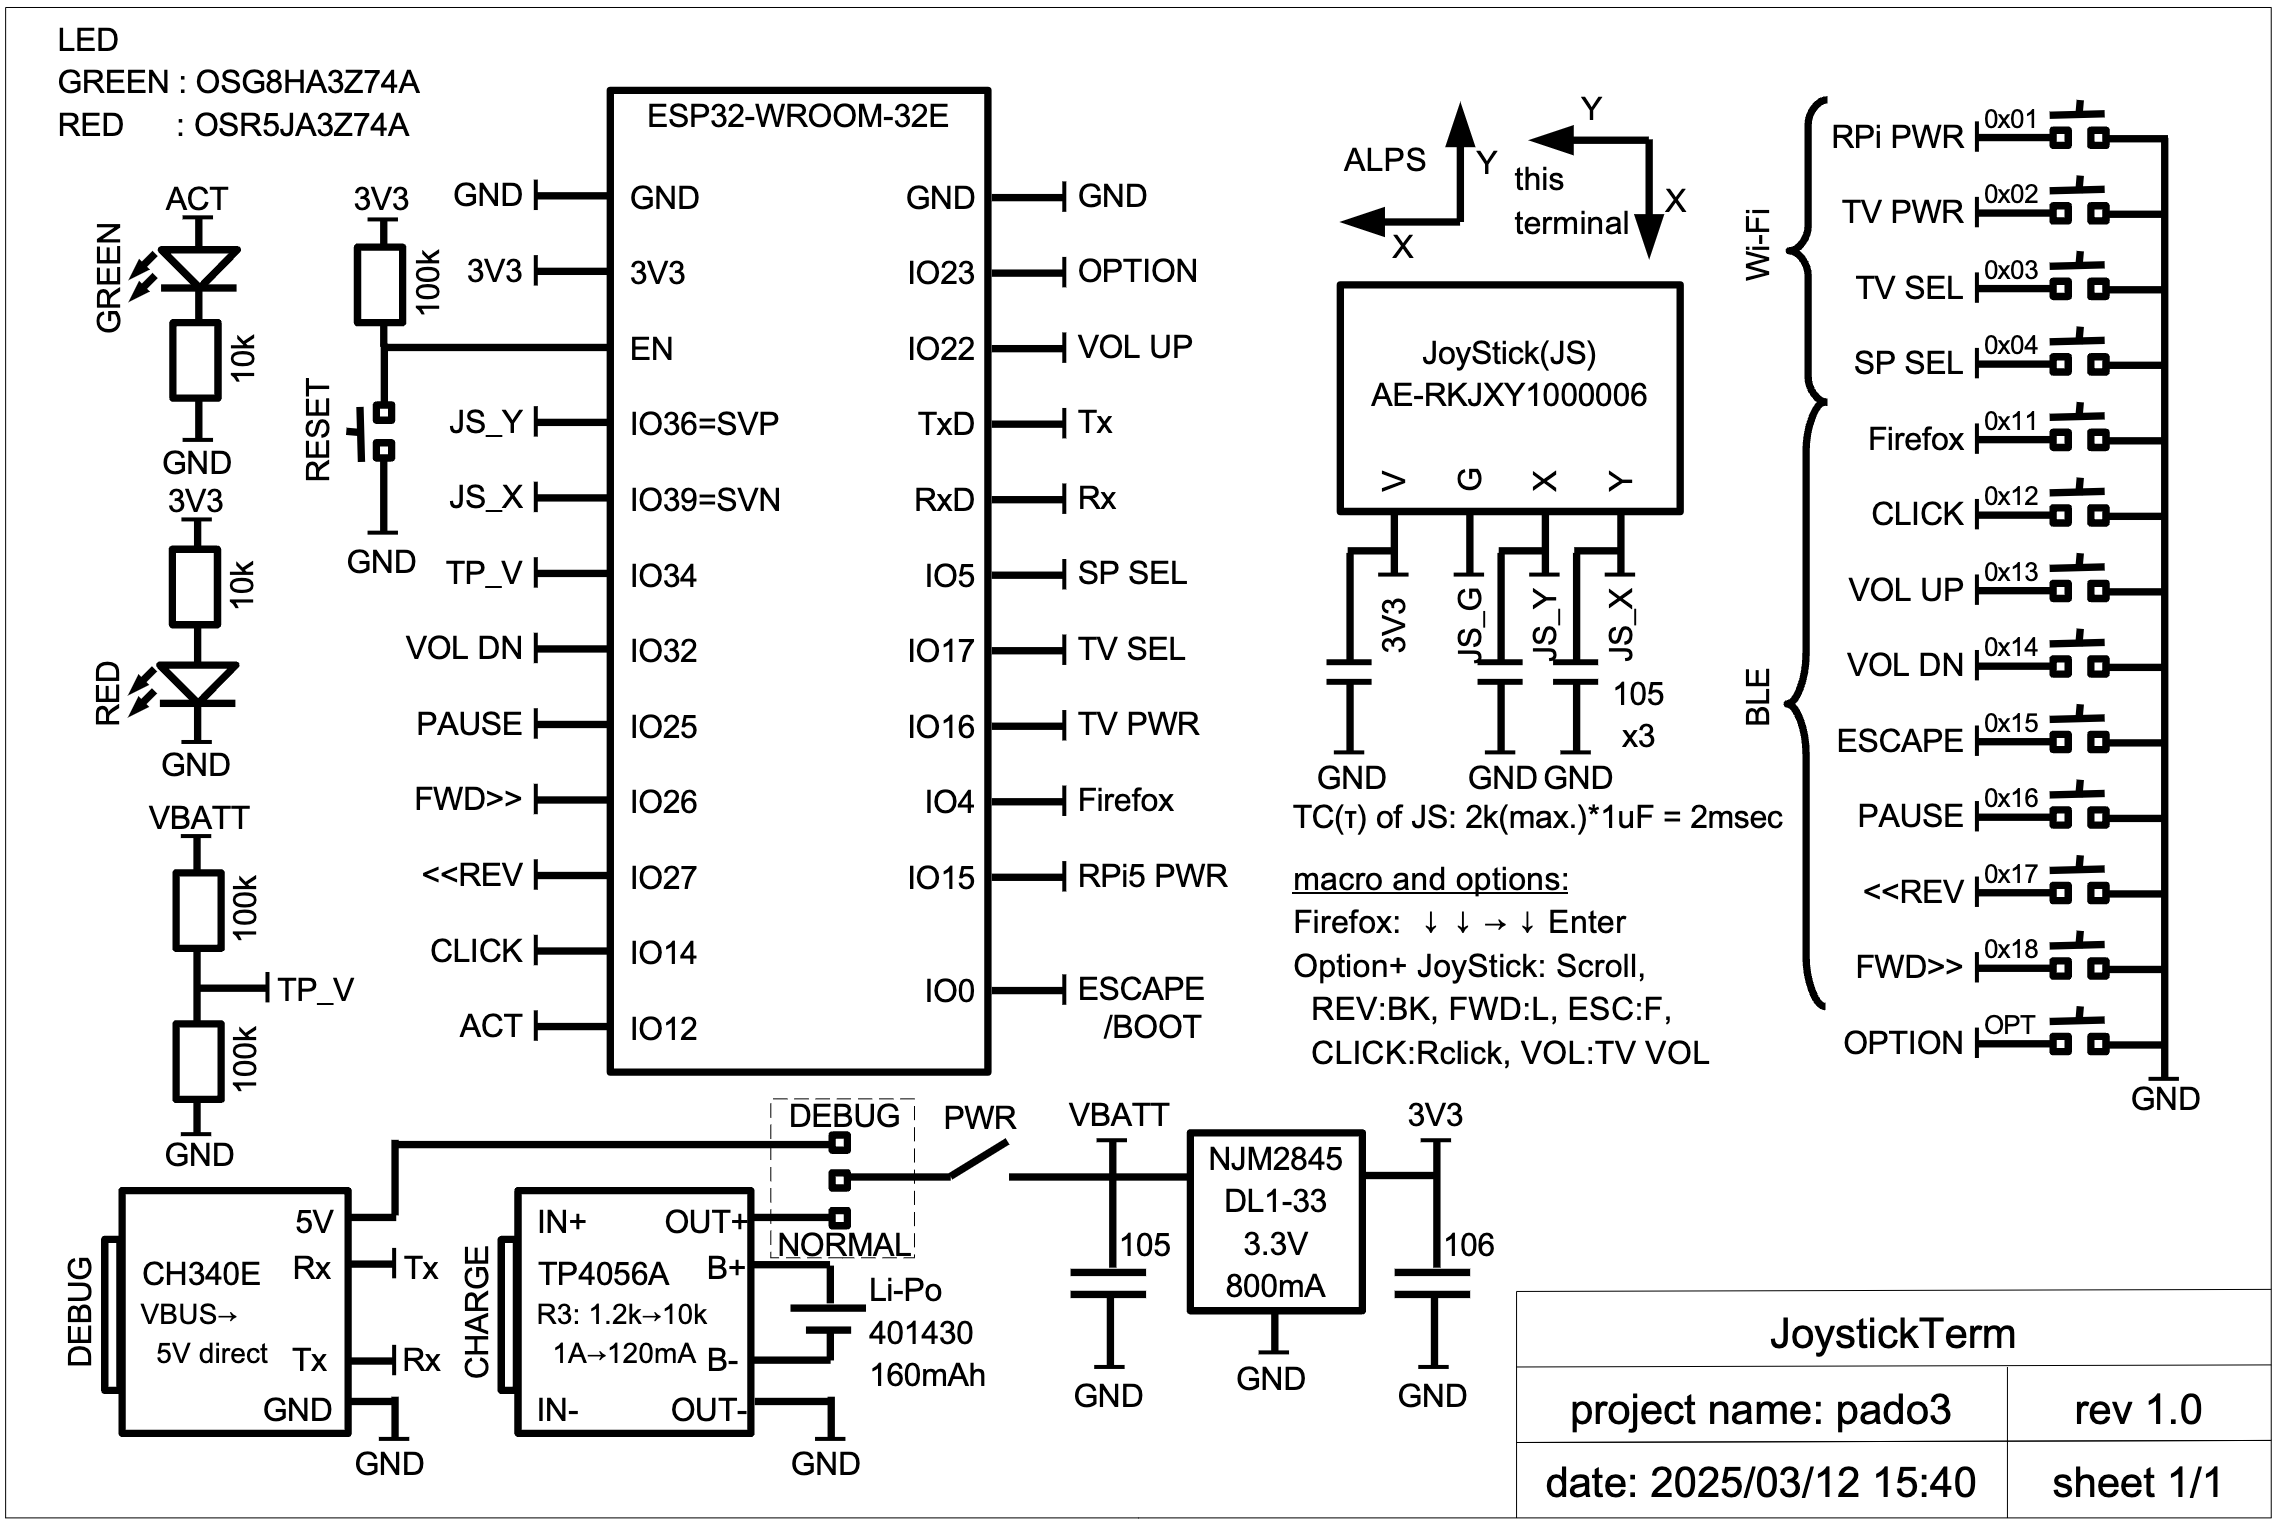 LED
GREEN : OSG8HA3Z74A
RED : OSR5JA3Z74A
ACT
GREEN
10k
GND
3V3
10k
RED
GND
VBATT
100k
TP_V
100k
GND
3V3
100k
RESET
GND
ESP32-WROOM-32E
GND GND
3V3 3V3
EN
JS_Y IO36=SVP
JS_X IO39=SVN
TP_V IO34
VOL DN IO32
PAUSE IO25
FWD>> IO26
<<REV IO27
CLICK IO14
ACT IO12
GND GND
IO23 OPTION
IO22 VOL UP
TxD Tx
RxD Rx
IO5 SP SEL
IO17 TV SEL
IO16 TV PWR
IO4 Firefox
IO15 RPi5 PWR
IO0 ESCAPE
/BOOT
ALPS
Y
X
Y
this
terminal
X
JoyStick(JS)
AE-RKJXY1000006
V G X Y
3V3 JS_G JS_Y JS_X
105
x3
GND GND GND
TC(τ) of JS: 2k(max.)*1uF = 2msec
macro and options:
Firefox: ↓ ↓ → ↓ Enter
Option+ JoyStick: Scroll,
REV:BK, FWD:L, ESC:F,
CLICK:Rclick, VOL:TV VOL
Wi-Fi
RPi PWR 0x01
TV PWR 0x02
TV SEL 0x03
SP SEL 0x04
BLE
Firefox 0x11
CLICK 0x12
VOL UP 0x13
VOL DN 0x14
ESCAPE 0x15
PAUSE 0x16
<<REV 0x17
FWD>> 0x18
OPTION OPT
GND
DEBUG
CH340E
VBUS→
5V direct
5V
Rx Tx
Tx Rx
GND
GND
CHARGE
IN+ OUT+
TP4056A B+
R3: 1.2k→10k
1A→120mA B-
IN- OUT-
GND
Li-Po
401430
160mAh
DEBUG
NORMAL
PWR
VBATT
105
GND
NJM2845
DL1-33
3.3V
800mA
GND
3V3
106
GND
JoystickTerm
project name: pado3 rev 1.0
date: 2025/03/12 15:40 sheet 1/1